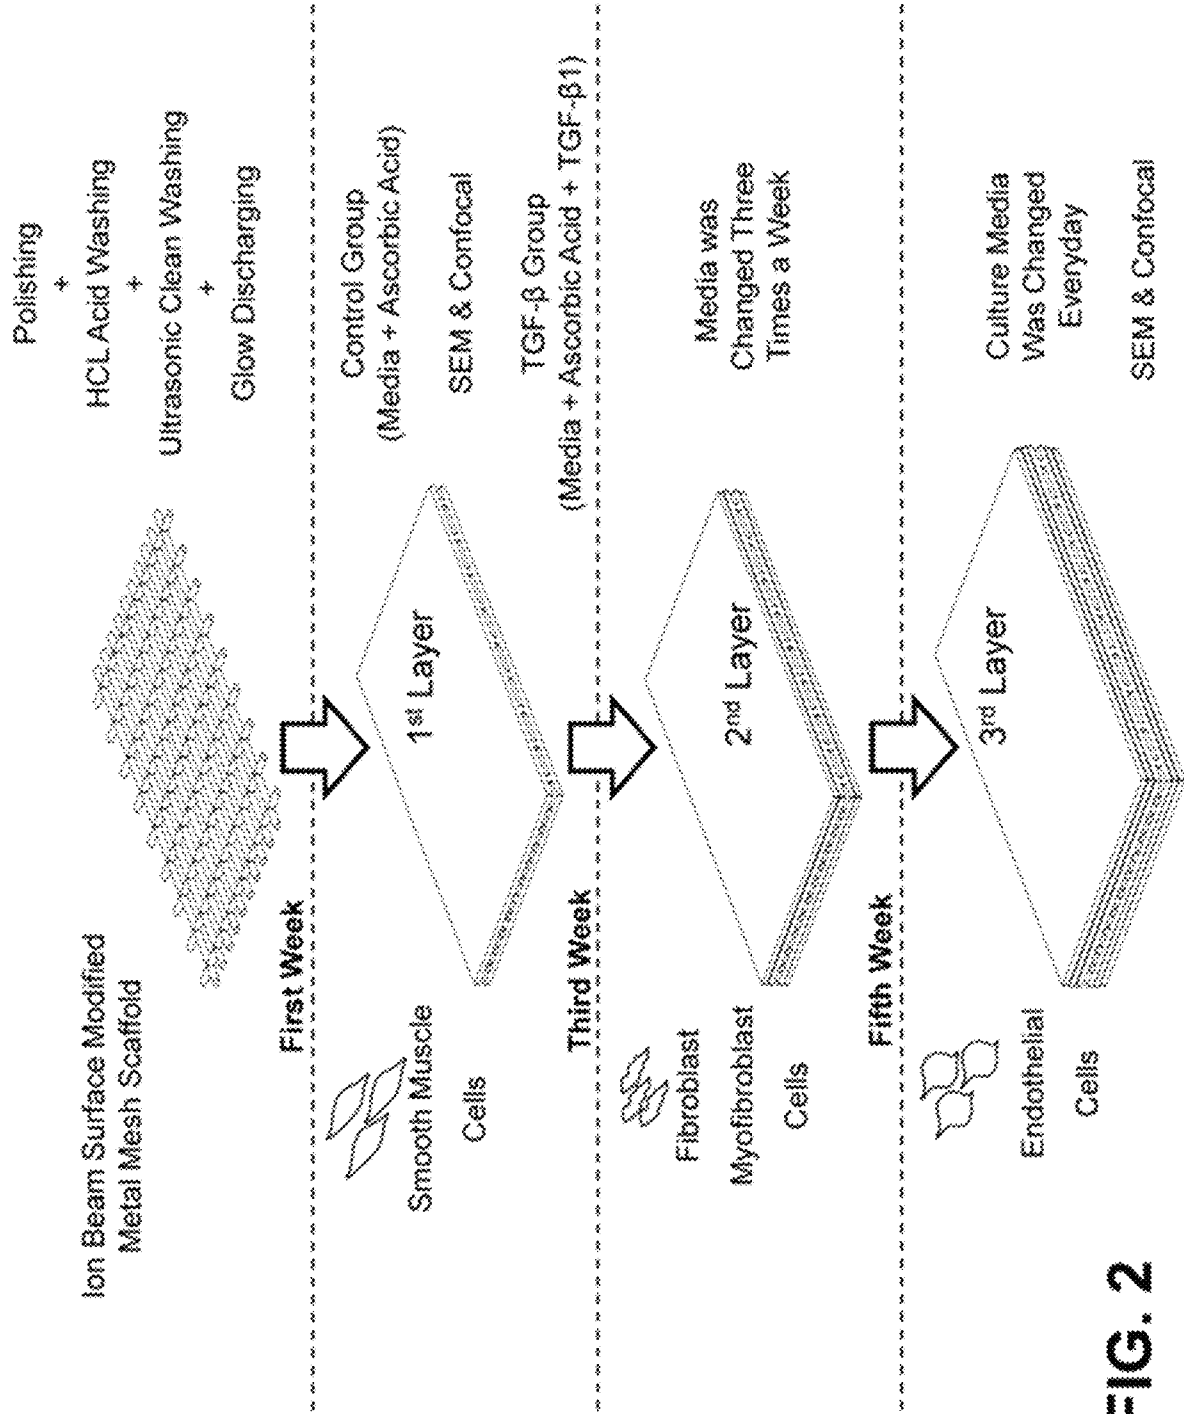 Ion Beam Surface Modified
Metal Mesh Scaffold
Polishing
+
HCL Acid Washing
+
Ultrasonic Clean Washing
+
Glow Discharging
First Week
Smooth Muscle
Cells
1st Layer
Control Group
(Media + Ascorbic Acid)
SEM & Confocal
TGF-β Group
(Media + Ascorbic Acid + TGF-β1)
Third Week
Fibroblast
Myofibroblast
Cells
2nd Layer
Media was
Changed Three
Times a Week
Fifth Week
Endothelial
Cells
3rd Layer
Culture Media
Was Changed
Everyday
SEM & Confocal
FIG. 2